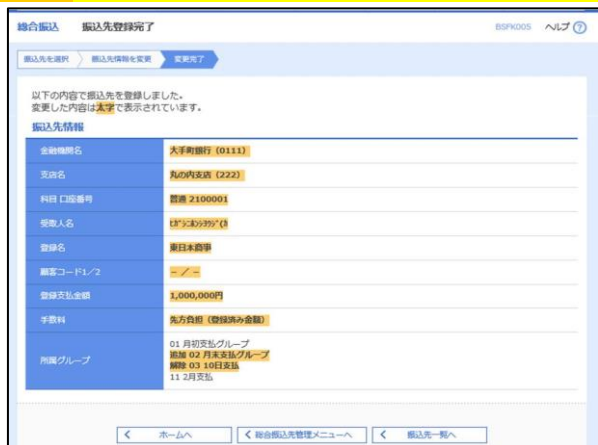 総合振込 振込先登録完了 BSFK005 ヘルプ ?
振込先を選択 振込先情報を変更 変更完了
以下の内容で振込先を登録しました。
変更した内容は太字で表示されています。
振込先情報
金融機関名 大手町銀行（0111）
支店名 丸の内支店（222）
科目 口座番号 普通 2100001
受取人名
登録名 東日本商事
顧客コード1／2 － ／ －
登録支払金額 1,000,000円
手数料 先方負担（登録済み金額）
所属グループ 01 月初支払グループ
追加 02 月末支払グループ
解除 03 10日支払
11 2月支払
ホームへ 総合振込先管理メニューへ 振込先一覧へ